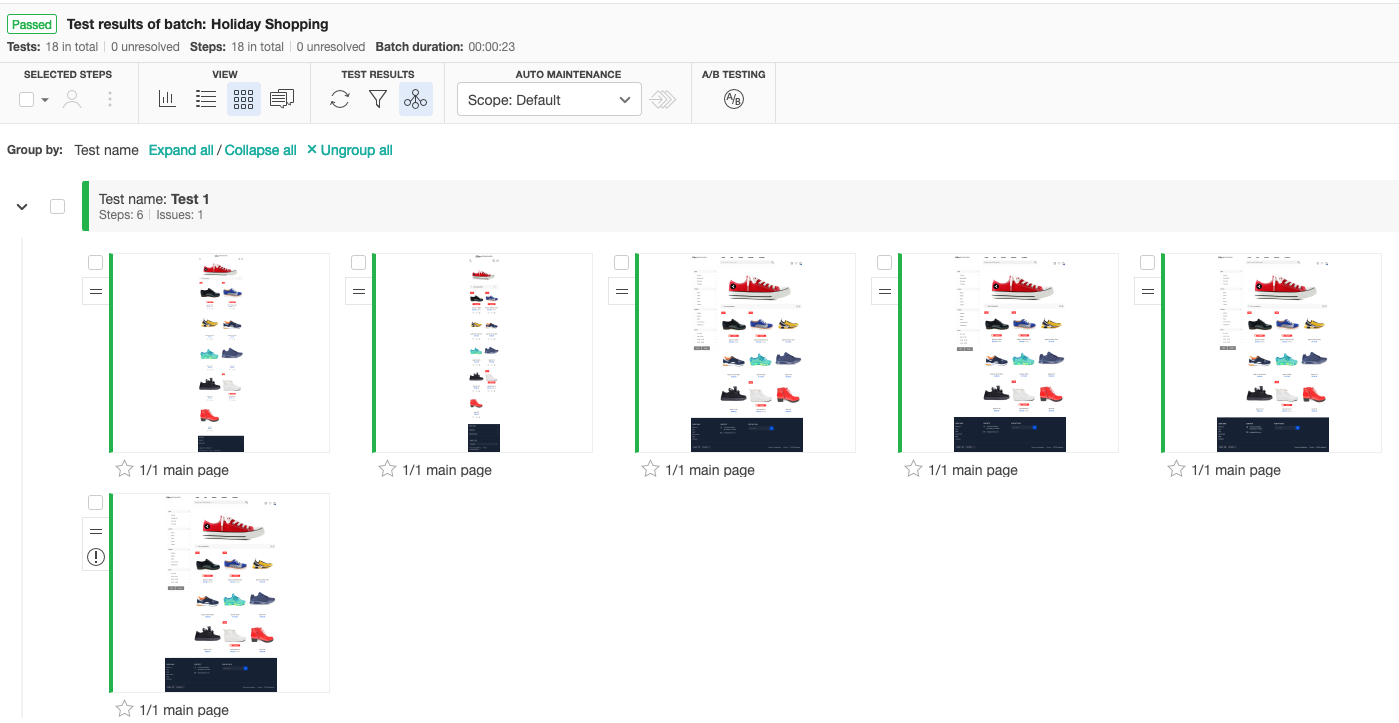 Passed Test results of batch: Holiday Shopping
Tests: 18 in total 0 unresolved Steps: 18 in total 0 unresolved Batch duration: 00:00:23
SELECTED STEPS VIEW TEST RESULTS AUTO MAINTENANCE A/B TESTING
Scope: Default A/B
Group by: Test name Expand all / Collapse all × Ungroup all
Test name: Test 1
Steps: 6 Issues: 1
1/1 main page 1/1 main page 1/1 main page 1/1 main page 1/1 main page
1/1 main page